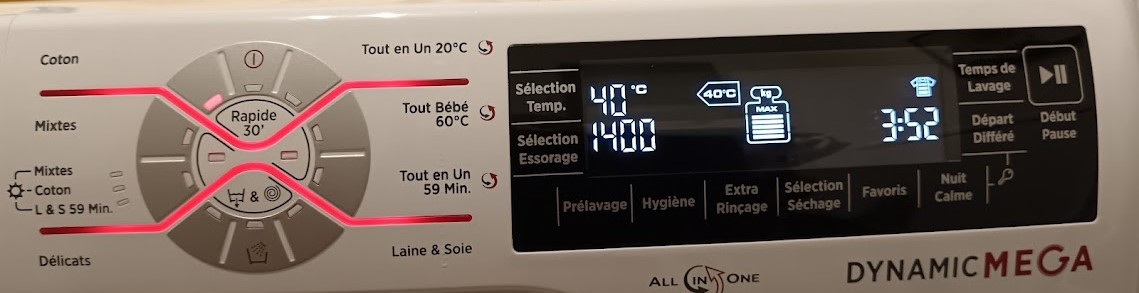 Coton
Mixtes
Mixtes
Coton
L & S 59 Min.
Délicats
Rapide
30'
&
Tout en Un 20°C
Tout Bébé
60°C
Tout en Un
59 Min.
Laine & Soie
Sélection
Temp.
Sélection
Essorage
40°C
1400
40°C
kg
MAX
3:52
Temps de
Lavage
Départ
Différé
Début
Pause
Prélavage
Hygiène
Extra
Rinçage
Sélection
Séchage
Favoris
Nuit
Calme
ALL IN ONE
DYNAMICMEGA